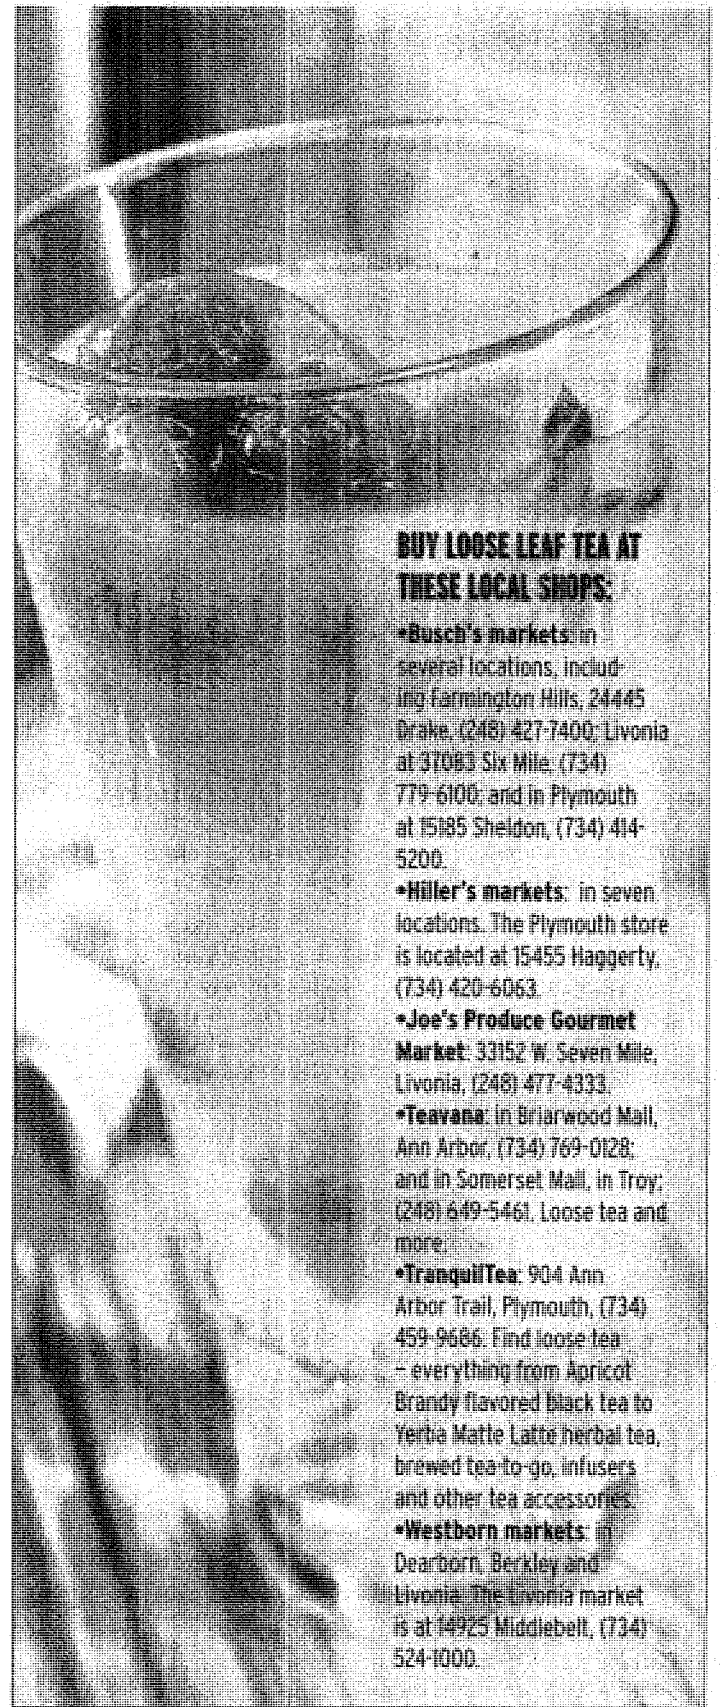 BUY LOOSE LEAF TEA AT
THESE LOCAL SHOPS:
•Busch's markets: in
several locations, includ-
ing Farmington Hills, 24445
Drake, (248) 427-7400; Livonia
at 37083 Six Mile, (734)
779-6100; and in Plymouth
at 15185 Sheldon, (734) 414-
5200.
•Hiller's markets: in seven
locations. The Plymouth store
is located at 15455 Haggerty,
(734) 420-6063.
•Joe's Produce Gourmet
Market: 33152 W. Seven Mile,
Livonia, (248) 477-4333.
•Teavana: in Briarwood Mall,
Ann Arbor, (734) 769-0128;
and in Somerset Mall, in Troy;
(248) 649-5461. Loose tea and
more.
•TranquilTea: 904 Ann
Arbor Trail, Plymouth, (734)
459-9686. Find loose tea
– everything from Apricot
Brandy flavored black tea to
Yerba Matte Latte herbal tea,
brewed tea-to-go, infusers
and other tea accessories.
•Westborn markets: in
Dearborn, Berkley and
Livonia. The Livonia market
is at 14925 Middlebelt, (734)
524-1000.